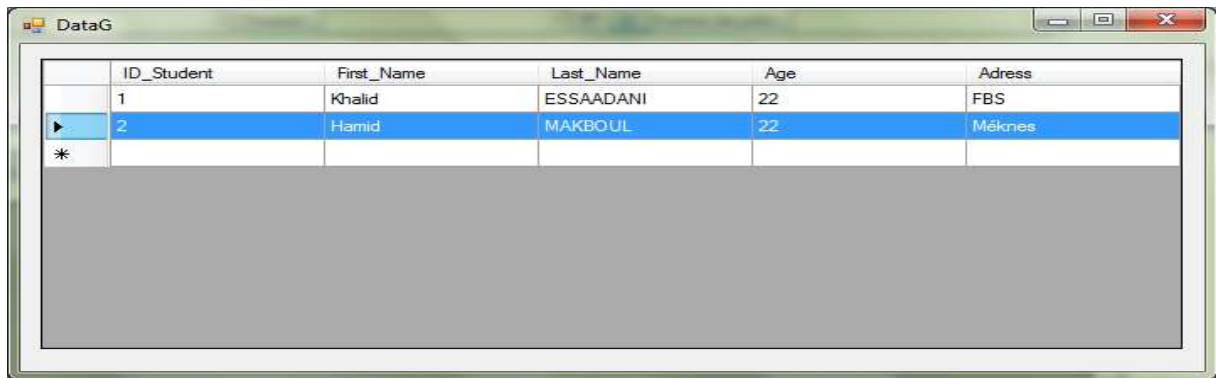 DataG
ID_Student First_Name Last_Name Age Adress
1 Khalid ESSAADANI 22 FBS
2 Hamid MAKBOUL 22 Méknes